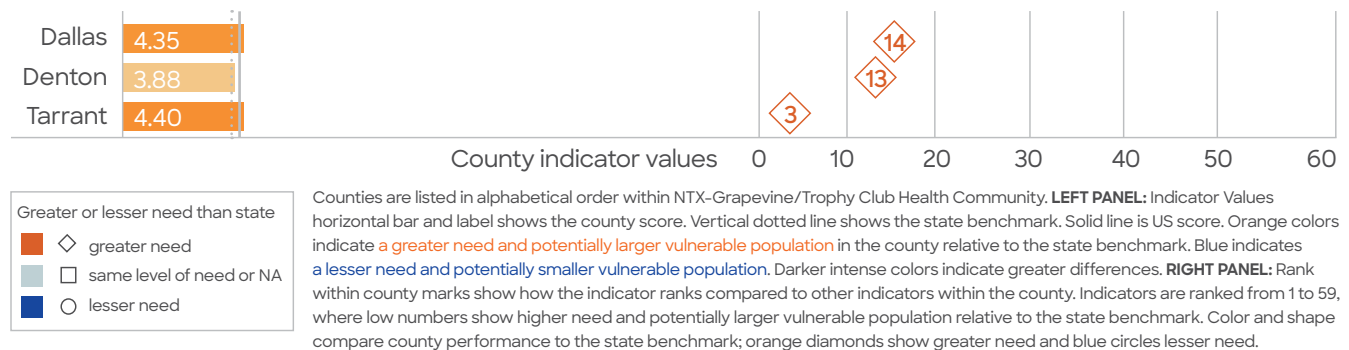 Dallas 4.35 14
Denton 3.88 13
Tarrant 4.40 3
County indicator values 0 10 20 30 40 50 60
Greater or lesser need than state
greater need
same level of need or NA
lesser need
Counties are listed in alphabetical order within NTX-Grapevine/Trophy Club Health Community. LEFT PANEL: Indicator Values
horizontal bar and label shows the county score. Vertical dotted line shows the state benchmark. Solid line is US score. Orange colors
indicate a greater need and potentially larger vulnerable population in the county relative to the state benchmark. Blue indicates
a lesser need and potentially smaller vulnerable population. Darker intense colors indicate greater differences. RIGHT PANEL: Rank
within county marks show how the indicator ranks compared to other indicators within the county. Indicators are ranked from 1 to 59,
where low numbers show higher need and potentially larger vulnerable population relative to the state benchmark. Color and shape
compare county performance to the state benchmark; orange diamonds show greater need and blue circles lesser need.